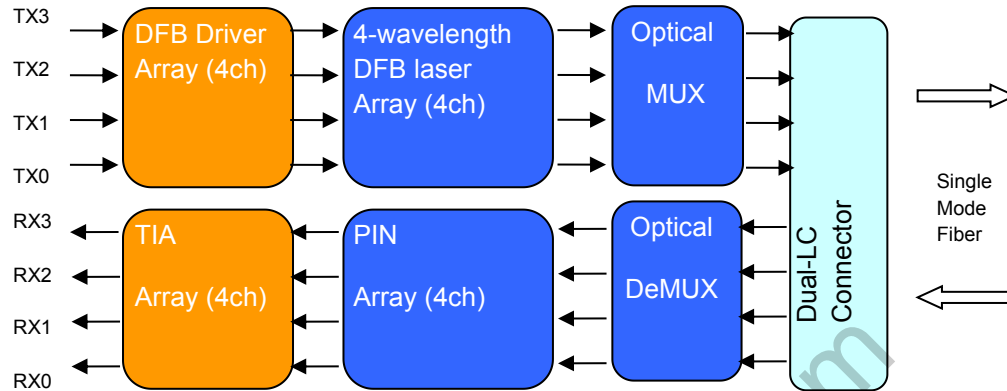 TX3
TX2
TX1
TX0
DFB Driver
Array (4ch)
4-wavelength
DFB laser
Array (4ch)
Optical
MUX
RX3
RX2
RX1
RX0
TIA
Array (4ch)
PIN
Array (4ch)
Optical
DeMUX
Dual-LC
Connector
Single
Mode
Fiber
m